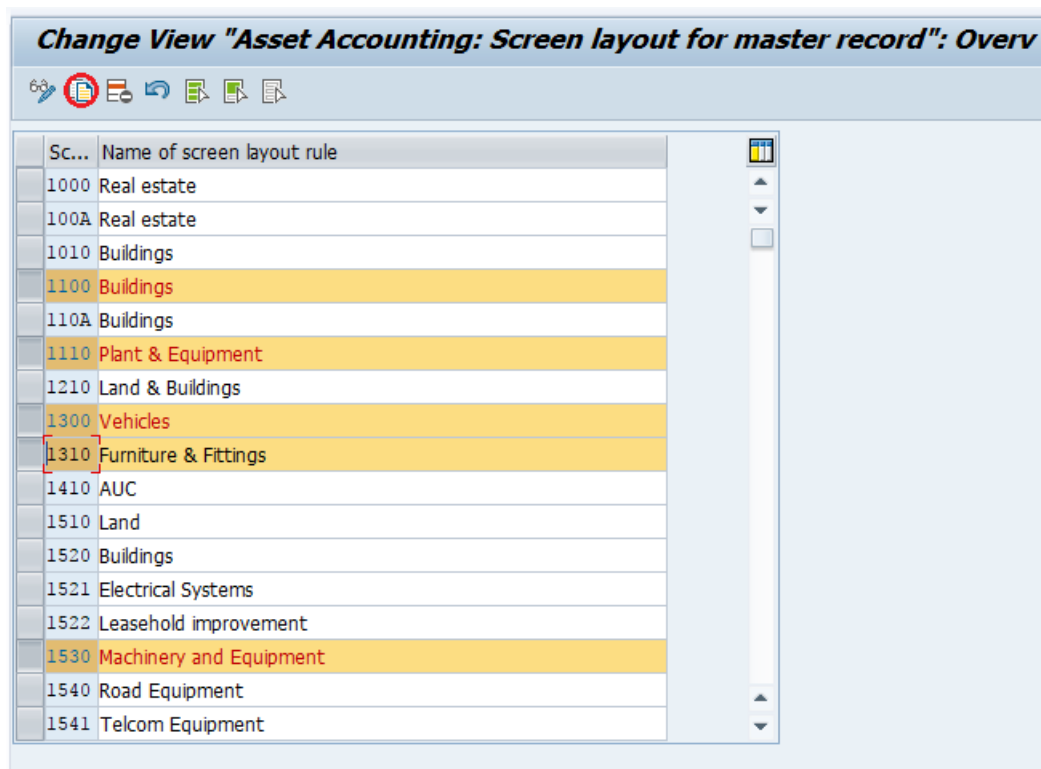 Change View "Asset Accounting: Screen layout for master record": Overv
Sc... Name of screen layout rule
1000 Real estate
100A Real estate
1010 Buildings
1100 Buildings
110A Buildings
1110 Plant & Equipment
1210 Land & Buildings
1300 Vehicles
1310 Furniture & Fittings
1410 AUC
1510 Land
1520 Buildings
1521 Electrical Systems
1522 Leasehold improvement
1530 Machinery and Equipment
1540 Road Equipment
1541 Telcom Equipment